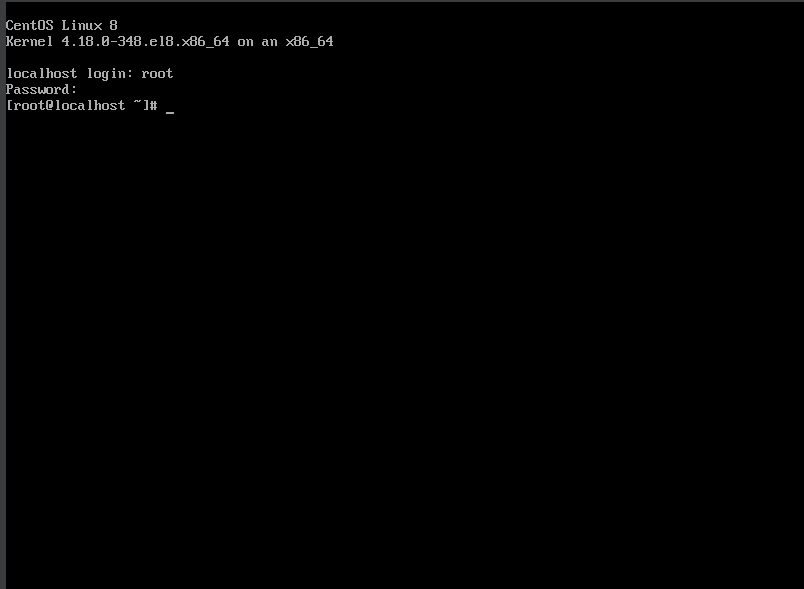 CentOS Linux 8
Kernel 4.18.0-348.el8.x86_64 on an x86_64
localhost login: root
Password:
[root@localhost ~]# _